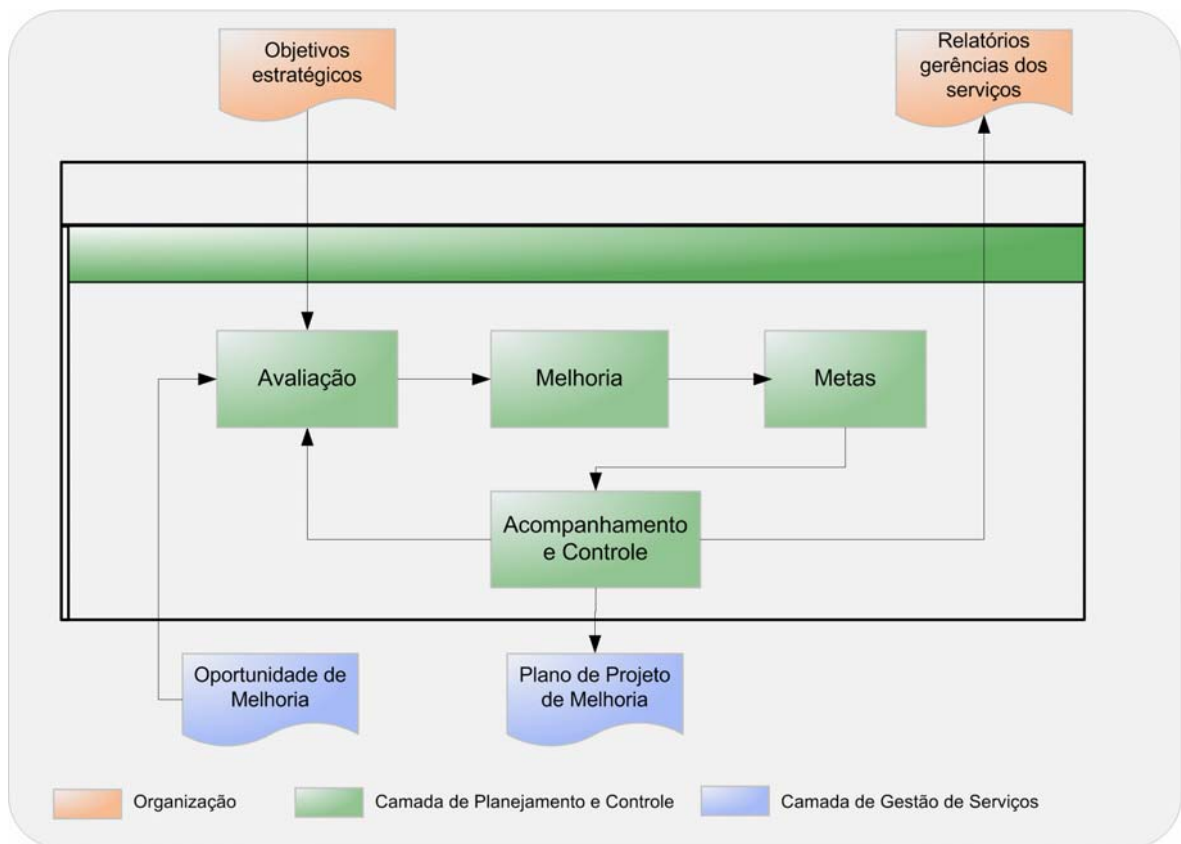 Objetivos
estratégicos
Relatórios
gerências dos
serviços
Avaliação
Melhoria
Metas
Acompanhamento
e Controle
Oportunidade de
Melhoria
Plano de Projeto
de Melhoria
Organização
Camada de Planejamento e Controle
Camada de Gestão de Serviços